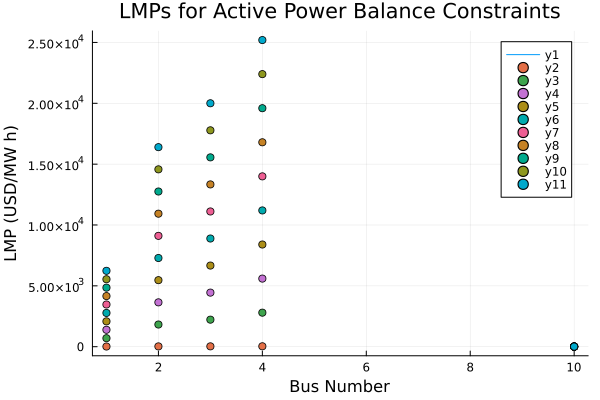 LMPs for Active Power Balance Constraints
LMP (USD/MW h)
2.50×10⁴
2.00×10⁴
1.50×10⁴
1.00×10⁴
5.00×10³
0
2 4 6 8 10
Bus Number
y1
y2
y3
y4
y5
y6
y7
y8
y9
y10
y11